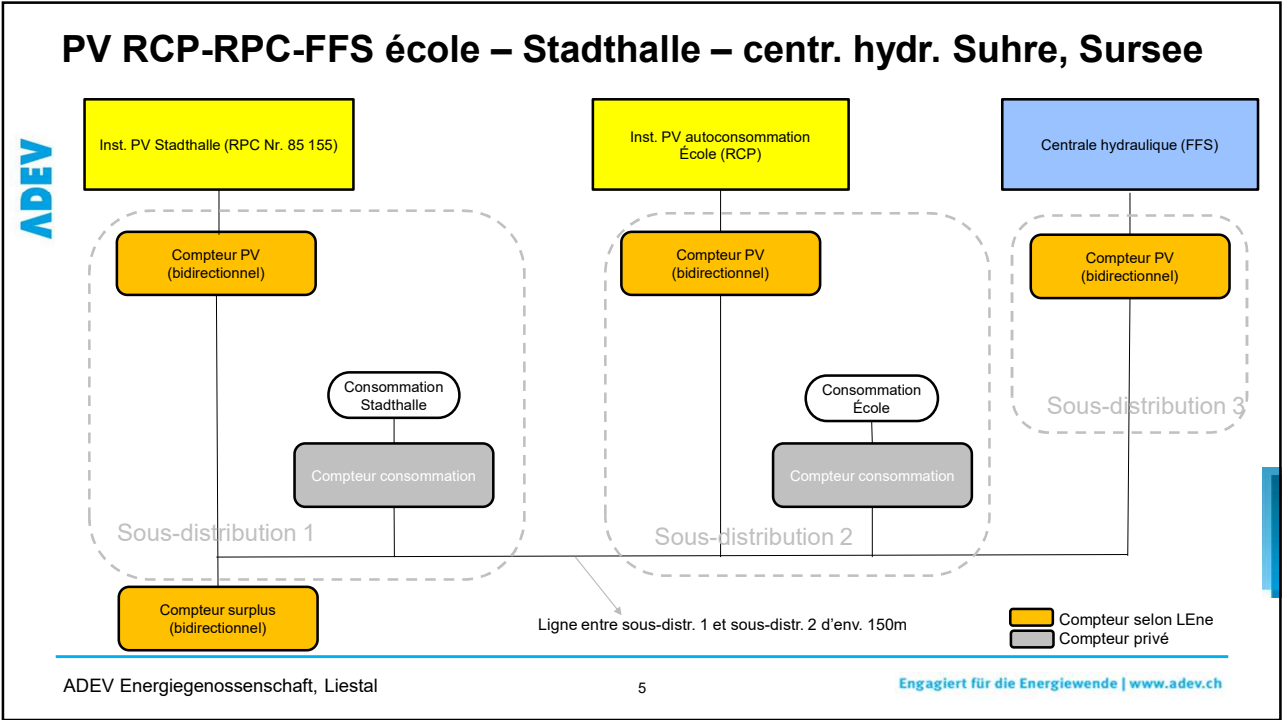 PV RCP-RPC-FFS école – Stadthalle – centr. hydr. Suhre, Sursee
ADEV
Inst. PV Stadthalle (RPC Nr. 85 155)
Inst. PV autoconsommation
École (RCP)
Centrale hydraulique (FFS)
Compteur PV
(bidirectionnel)
Compteur PV
(bidirectionnel)
Compteur PV
(bidirectionnel)
Consommation
Stadthalle
Consommation
École
Sous-distribution 3
Compteur consommation
Compteur consommation
Sous-distribution 1
Sous-distribution 2
Compteur surplus
(bidirectionnel)
Ligne entre sous-distr. 1 et sous-distr. 2 d'env. 150m
Compteur selon LEne
Compteur privé
ADEV Energiegenossenschaft, Liestal
5
Engagiert für die Energiewende | www.adev.ch